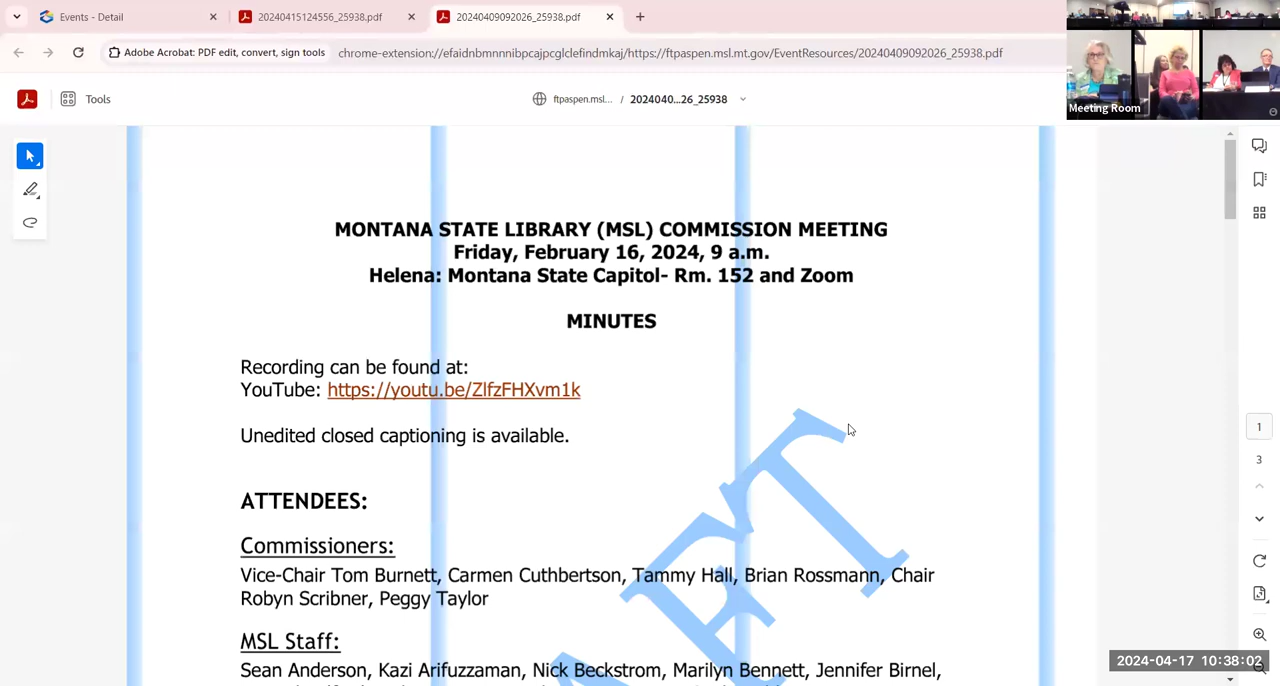 Events - Detail
20240415124556_25938.pdf
20240409092026_25938.pdf
Adobe Acrobat: PDF edit, convert, sign tools
chrome-extension://efaidnbmnnnibpcajpcglclefindmkaj/https://ftpaspen.msl.mt.gov/EventResources/20240409092026_25938.pdf
Meeting Room
Tools
ftpaspen.msl... / 2024040...26_25938
MONTANA STATE LIBRARY (MSL) COMMISSION MEETING
Friday, February 16, 2024, 9 a.m.
Helena: Montana State Capitol- Rm. 152 and Zoom
MINUTES
Recording can be found at:
YouTube: https://youtu.be/ZlfzFHXvm1k
Unedited closed captioning is available.
ATTENDEES:
Commissioners:
Vice-Chair Tom Burnett, Carmen Cuthbertson, Tammy Hall, Brian Rossmann, Chair
Robyn Scribner, Peggy Taylor
MSL Staff:
Sean Anderson, Kazi Arifuzzaman, Nick Beckstrom, Marilyn Bennett, Jennifer Birnel,
1
3
2024-04-17 10:38:02